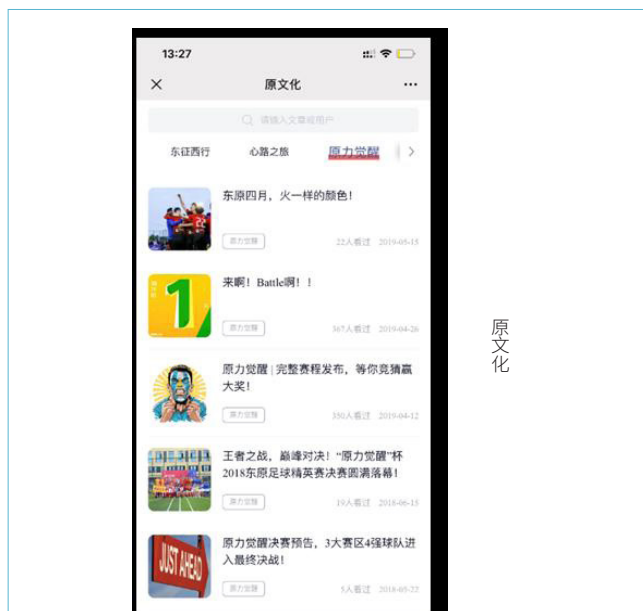 13:27
原文化
请输入文章或用户
东征西行 心路之旅 原力觉醒
东原四月，火一样的颜色！
原力觉醒 22人看过 2019-05-15
来啊！Battle啊！！
原力觉醒 367人看过 2019-04-26
原力觉醒 | 完整赛程发布，等你竞猜赢
大奖！
原力觉醒 350人看过 2019-04-12
王者之战，巅峰对决！“原力觉醒”杯
2018东原足球精英赛决赛圆满落幕！
原力觉醒 19人看过 2018-06-15
JUST AHEAD
原力觉醒决赛预告，3大赛区4强球队进
入最终决战！
原力觉醒 5人看过 2018-05-22
原文化